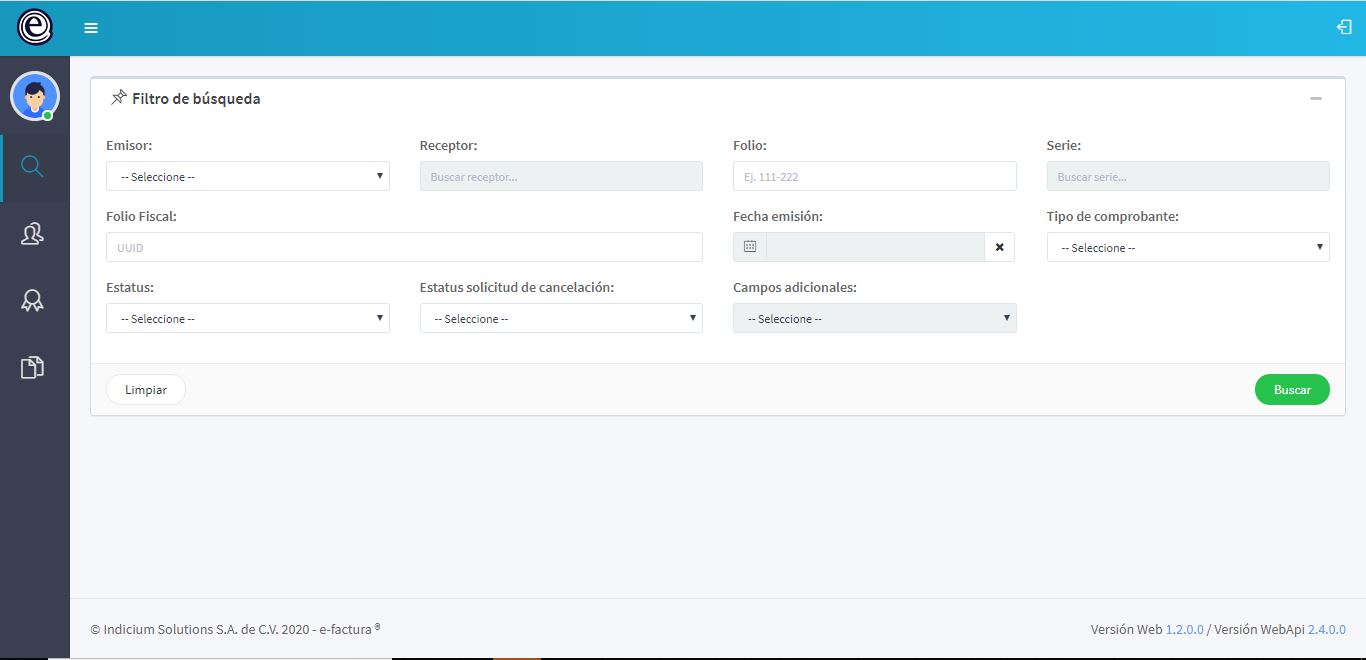 e
Filtro de búsqueda
Emisor: Receptor: Folio: Serie:
-- Seleccione -- Buscar receptor... Ej. 111-222 Buscar serie...
Folio Fiscal: Fecha emisión: Tipo de comprobante:
UUID -- Seleccione --
Estatus: Estatus solicitud de cancelación: Campos adicionales:
-- Seleccione -- -- Seleccione -- -- Seleccione --
Limpiar Buscar
© Indicium Solutions S.A. de C.V. 2020 - e-factura ® Versión Web 1.2.0.0 / Versión WebApi 2.4.0.0